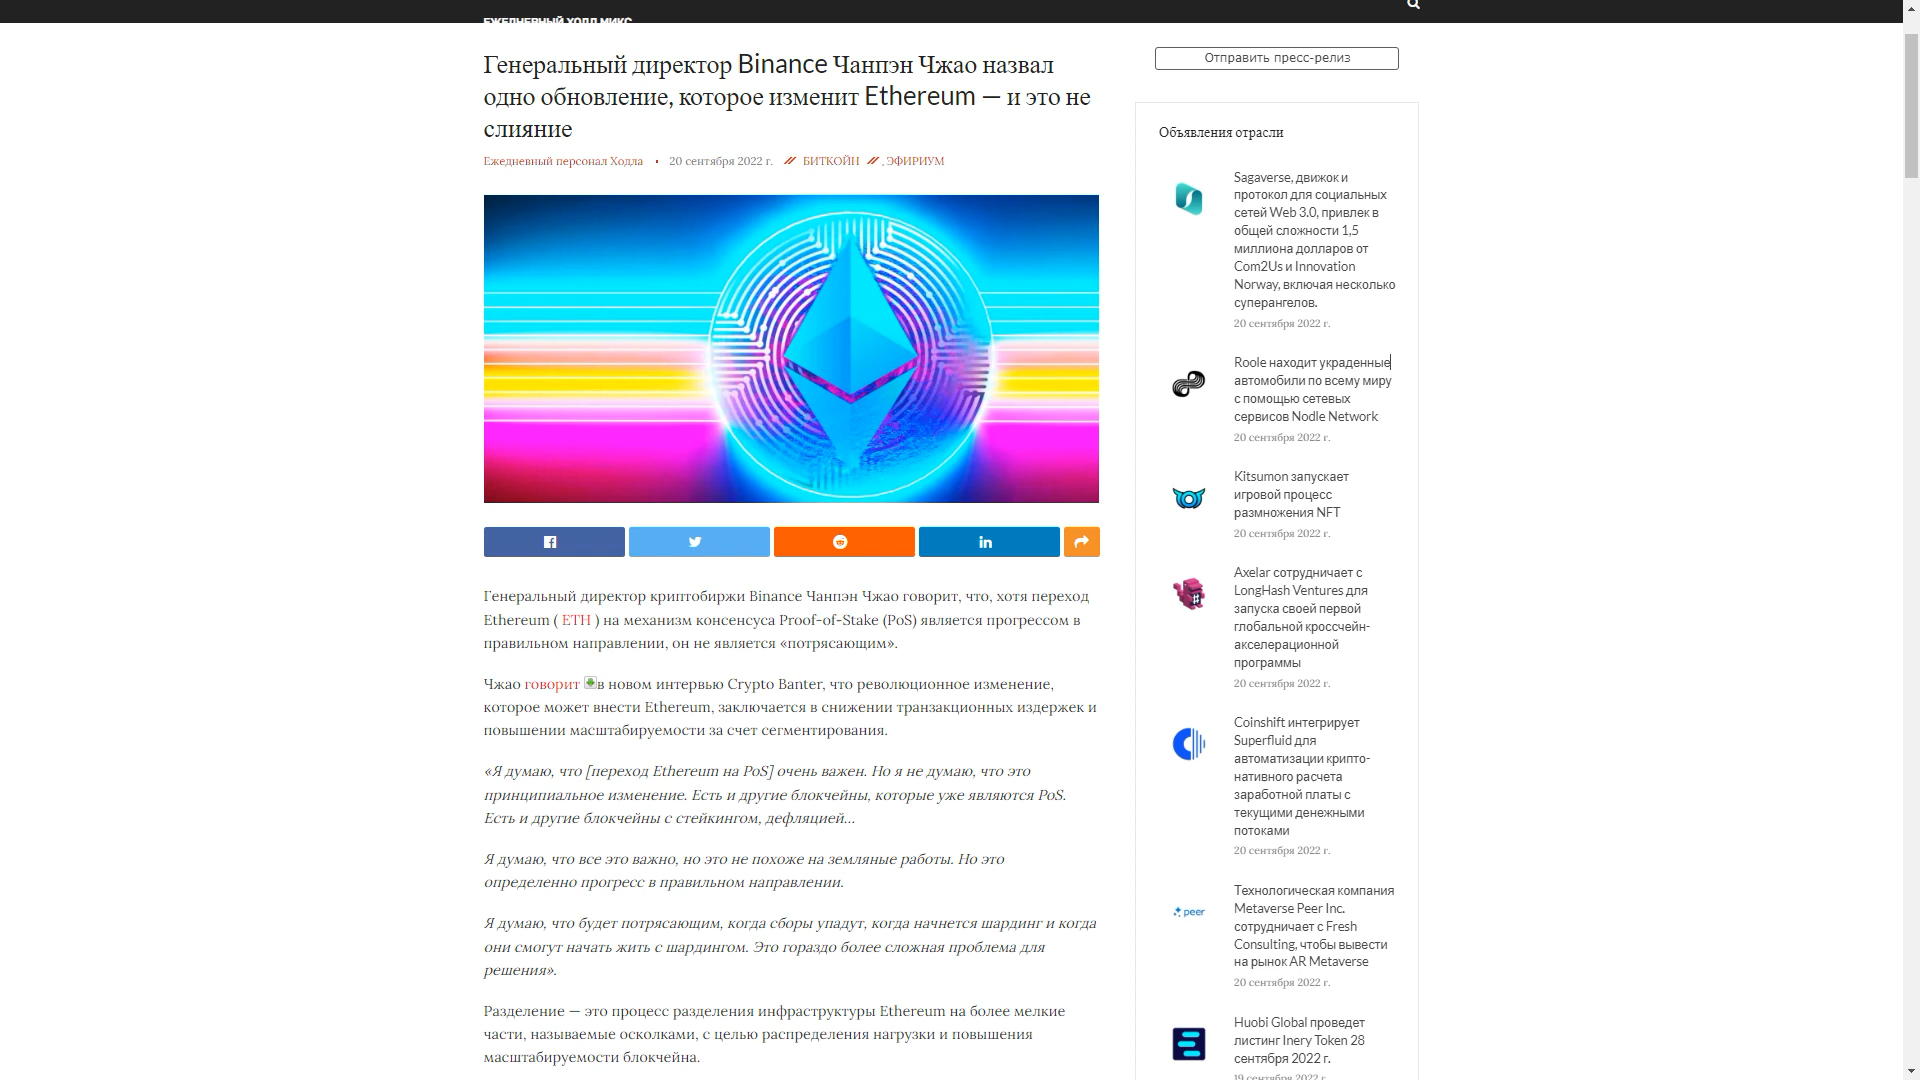 ЕЖЕДНЕВНЫЙ ХОДЛ МИКС
Генеральный директор Binance Чанпэн Чжао назвал
одно обновление, которое изменит Ethereum — и это не
слияние
Ежедневный персонал Ходла • 20 сентября 2022 г. // БИТКОЙН // , ЭФИРИУМ
Генеральный директор криптобиржи Binance Чанпэн Чжао говорит, что, хотя переход
Ethereum ( ETH ) на механизм консенсуса Proof-of-Stake (PoS) является прогрессом в
правильном направлении, он не является «потрясающим».
Чжао говорит в новом интервью Crypto Banter, что революционное изменение,
которое может внести Ethereum, заключается в снижении транзакционных издержек и
повышении масштабируемости за счет сегментирования.
«Я думаю, что [переход Ethereum на PoS] очень важен. Но я не думаю, что это
принципиальное изменение. Есть и другие блокчейны, которые уже являются PoS.
Есть и другие блокчейны с стейкингом, дефляцией…
Я думаю, что все это важно, но это не похоже на земляные работы. Но это
определенно прогресс в правильном направлении.
Я думаю, что будет потрясающим, когда сборы упадут, когда начнется шардинг и когда
они смогут начать жить с шардингом. Это гораздо более сложная проблема для
решения».
Разделение — это процесс разделения инфраструктуры Ethereum на более мелкие
части, называемые осколками, с целью распределения нагрузки и повышения
масштабируемости блокчейна.
Отправить пресс-релиз
Объявления отрасли
Sagaverse, движок и
протокол для социальных
сетей Web 3.0, привлек в
общей сложности 1,5
миллиона долларов от
Com2Us и Innovation
Norway, включая несколько
суперангелов.
20 сентября 2022 г.
Roole находит украденные
автомобили по всему миру
с помощью сетевых
сервисов Nodle Network
20 сентября 2022 г.
Kitsumon запускает
игровой процесс
размножения NFT
20 сентября 2022 г.
Axelar сотрудничает с
LongHash Ventures для
запуска своей первой
глобальной кроссчейн-
акселерационной
программы
20 сентября 2022 г.
Coinshift интегрирует
Superfluid для
автоматизации крипто-
нативного расчета
заработной платы с
текущими денежными
потоками
20 сентября 2022 г.
peer
Технологическая компания
Metaverse Peer Inc.
сотрудничает с Fresh
Consulting, чтобы вывести
на рынок AR Metaverse
20 сентября 2022 г.
Huobi Global проведет
листинг Inery Token 28
сентября 2022 г.
19 сентября 2022 г.